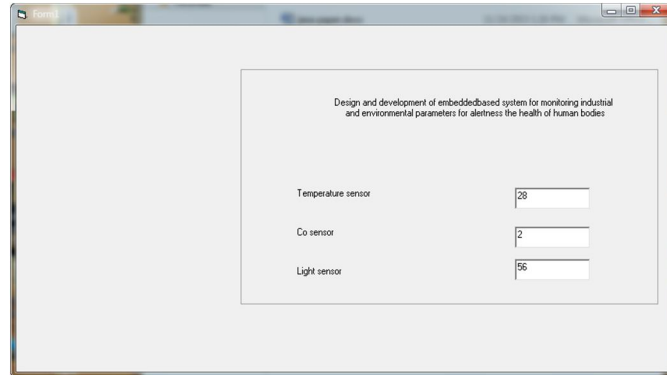 Form1
Design and development of embeddedbased system for monitoring industrial
and environmental parameters for alertness the health of human bodies
Temperature sensor
28
Co sensor
2
Light sensor
56